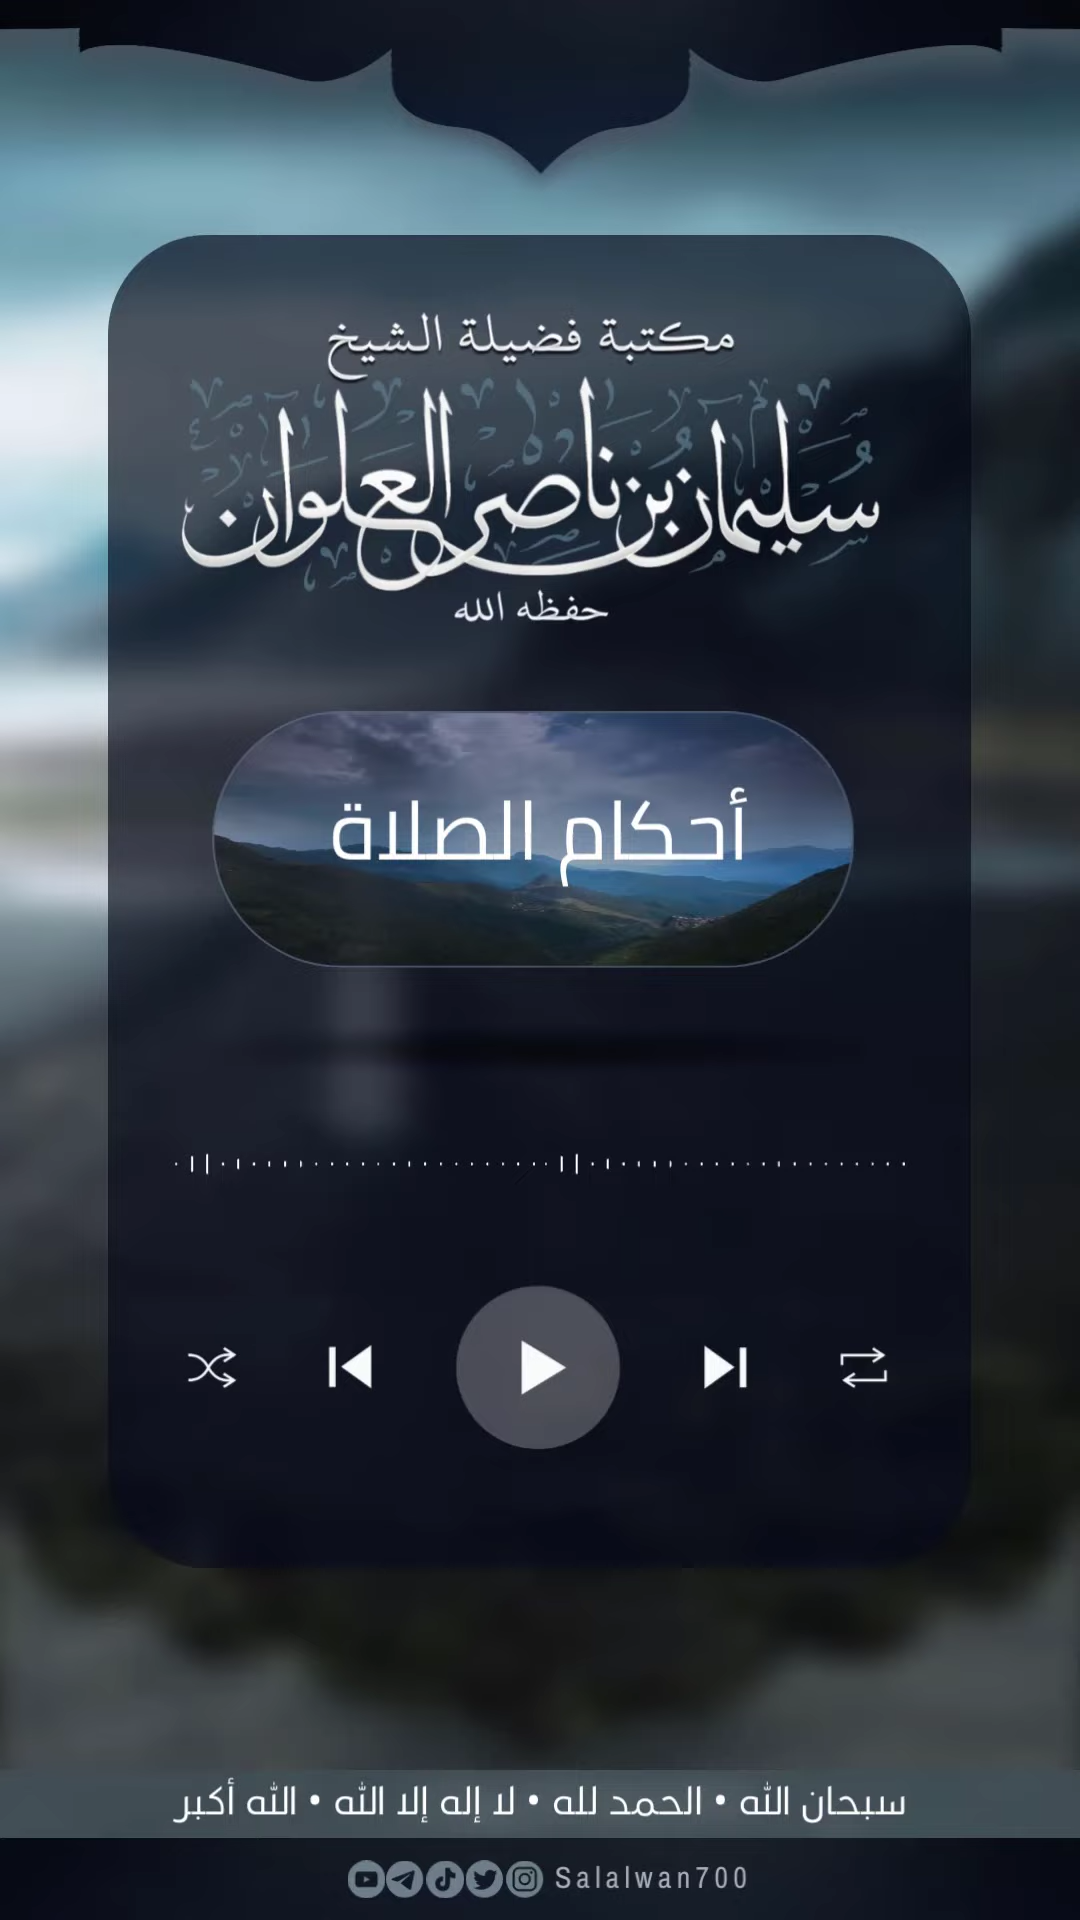 مكتبة فضيلة الشيخ
سليمان بن ناصر العلوان
حفظه الله
أحكام الصلاة
سبحان الله • الحمد لله • لا إله إلا الله • الله أكبر
Salalwan700